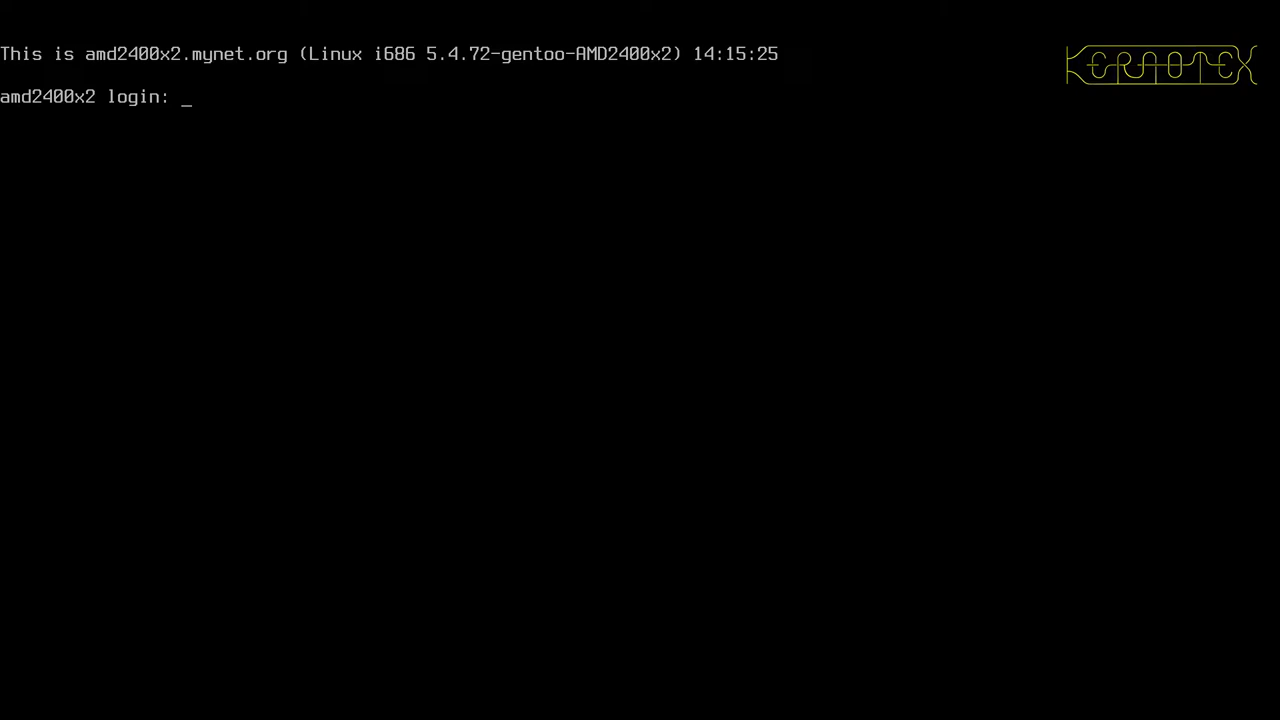 This is amd2400x2.mynet.org (Linux i686 5.4.72-gentoo-AMD2400x2) 14:15:25
KERAOTEX
amd2400x2 login: _